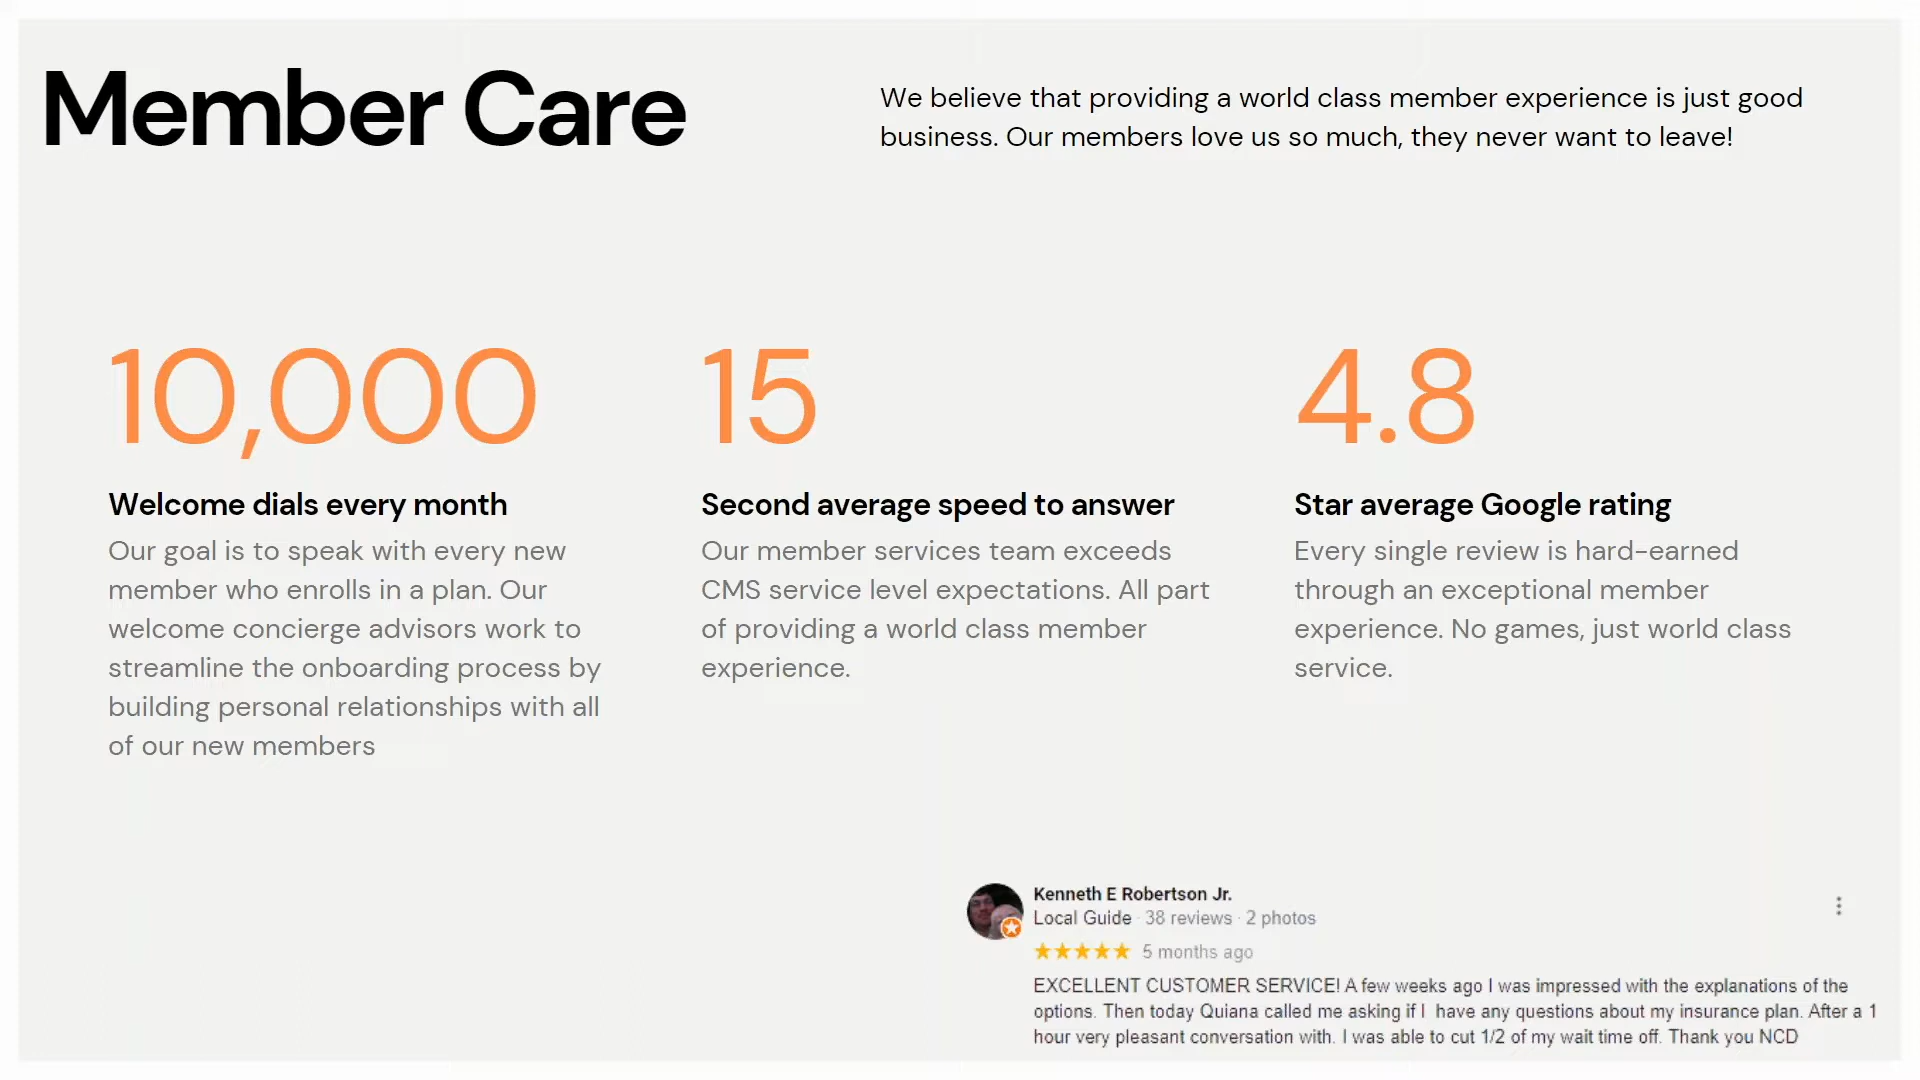 Member Care
We believe that providing a world class member experience is just good
business. Our members love us so much, they never want to leave!
10,000
Welcome dials every month
Our goal is to speak with every new
member who enrolls in a plan. Our
welcome concierge advisors work to
streamline the onboarding process by
building personal relationships with all
of our new members
15
Second average speed to answer
Our member services team exceeds
CMS service level expectations. All part
of providing a world class member
experience.
4.8
Star average Google rating
Every single review is hard-earned
through an exceptional member
experience. No games, just world class
service.
Kenneth E Robertson Jr.
Local Guide · 38 reviews · 2 photos
5 months ago
EXCELLENT CUSTOMER SERVICE! A few weeks ago I was impressed with the explanations of the
options. Then today Quiana called me asking if I have any questions about my insurance plan. After a 1
hour very pleasant conversation with. I was able to cut 1/2 of my wait time off. Thank you NCD